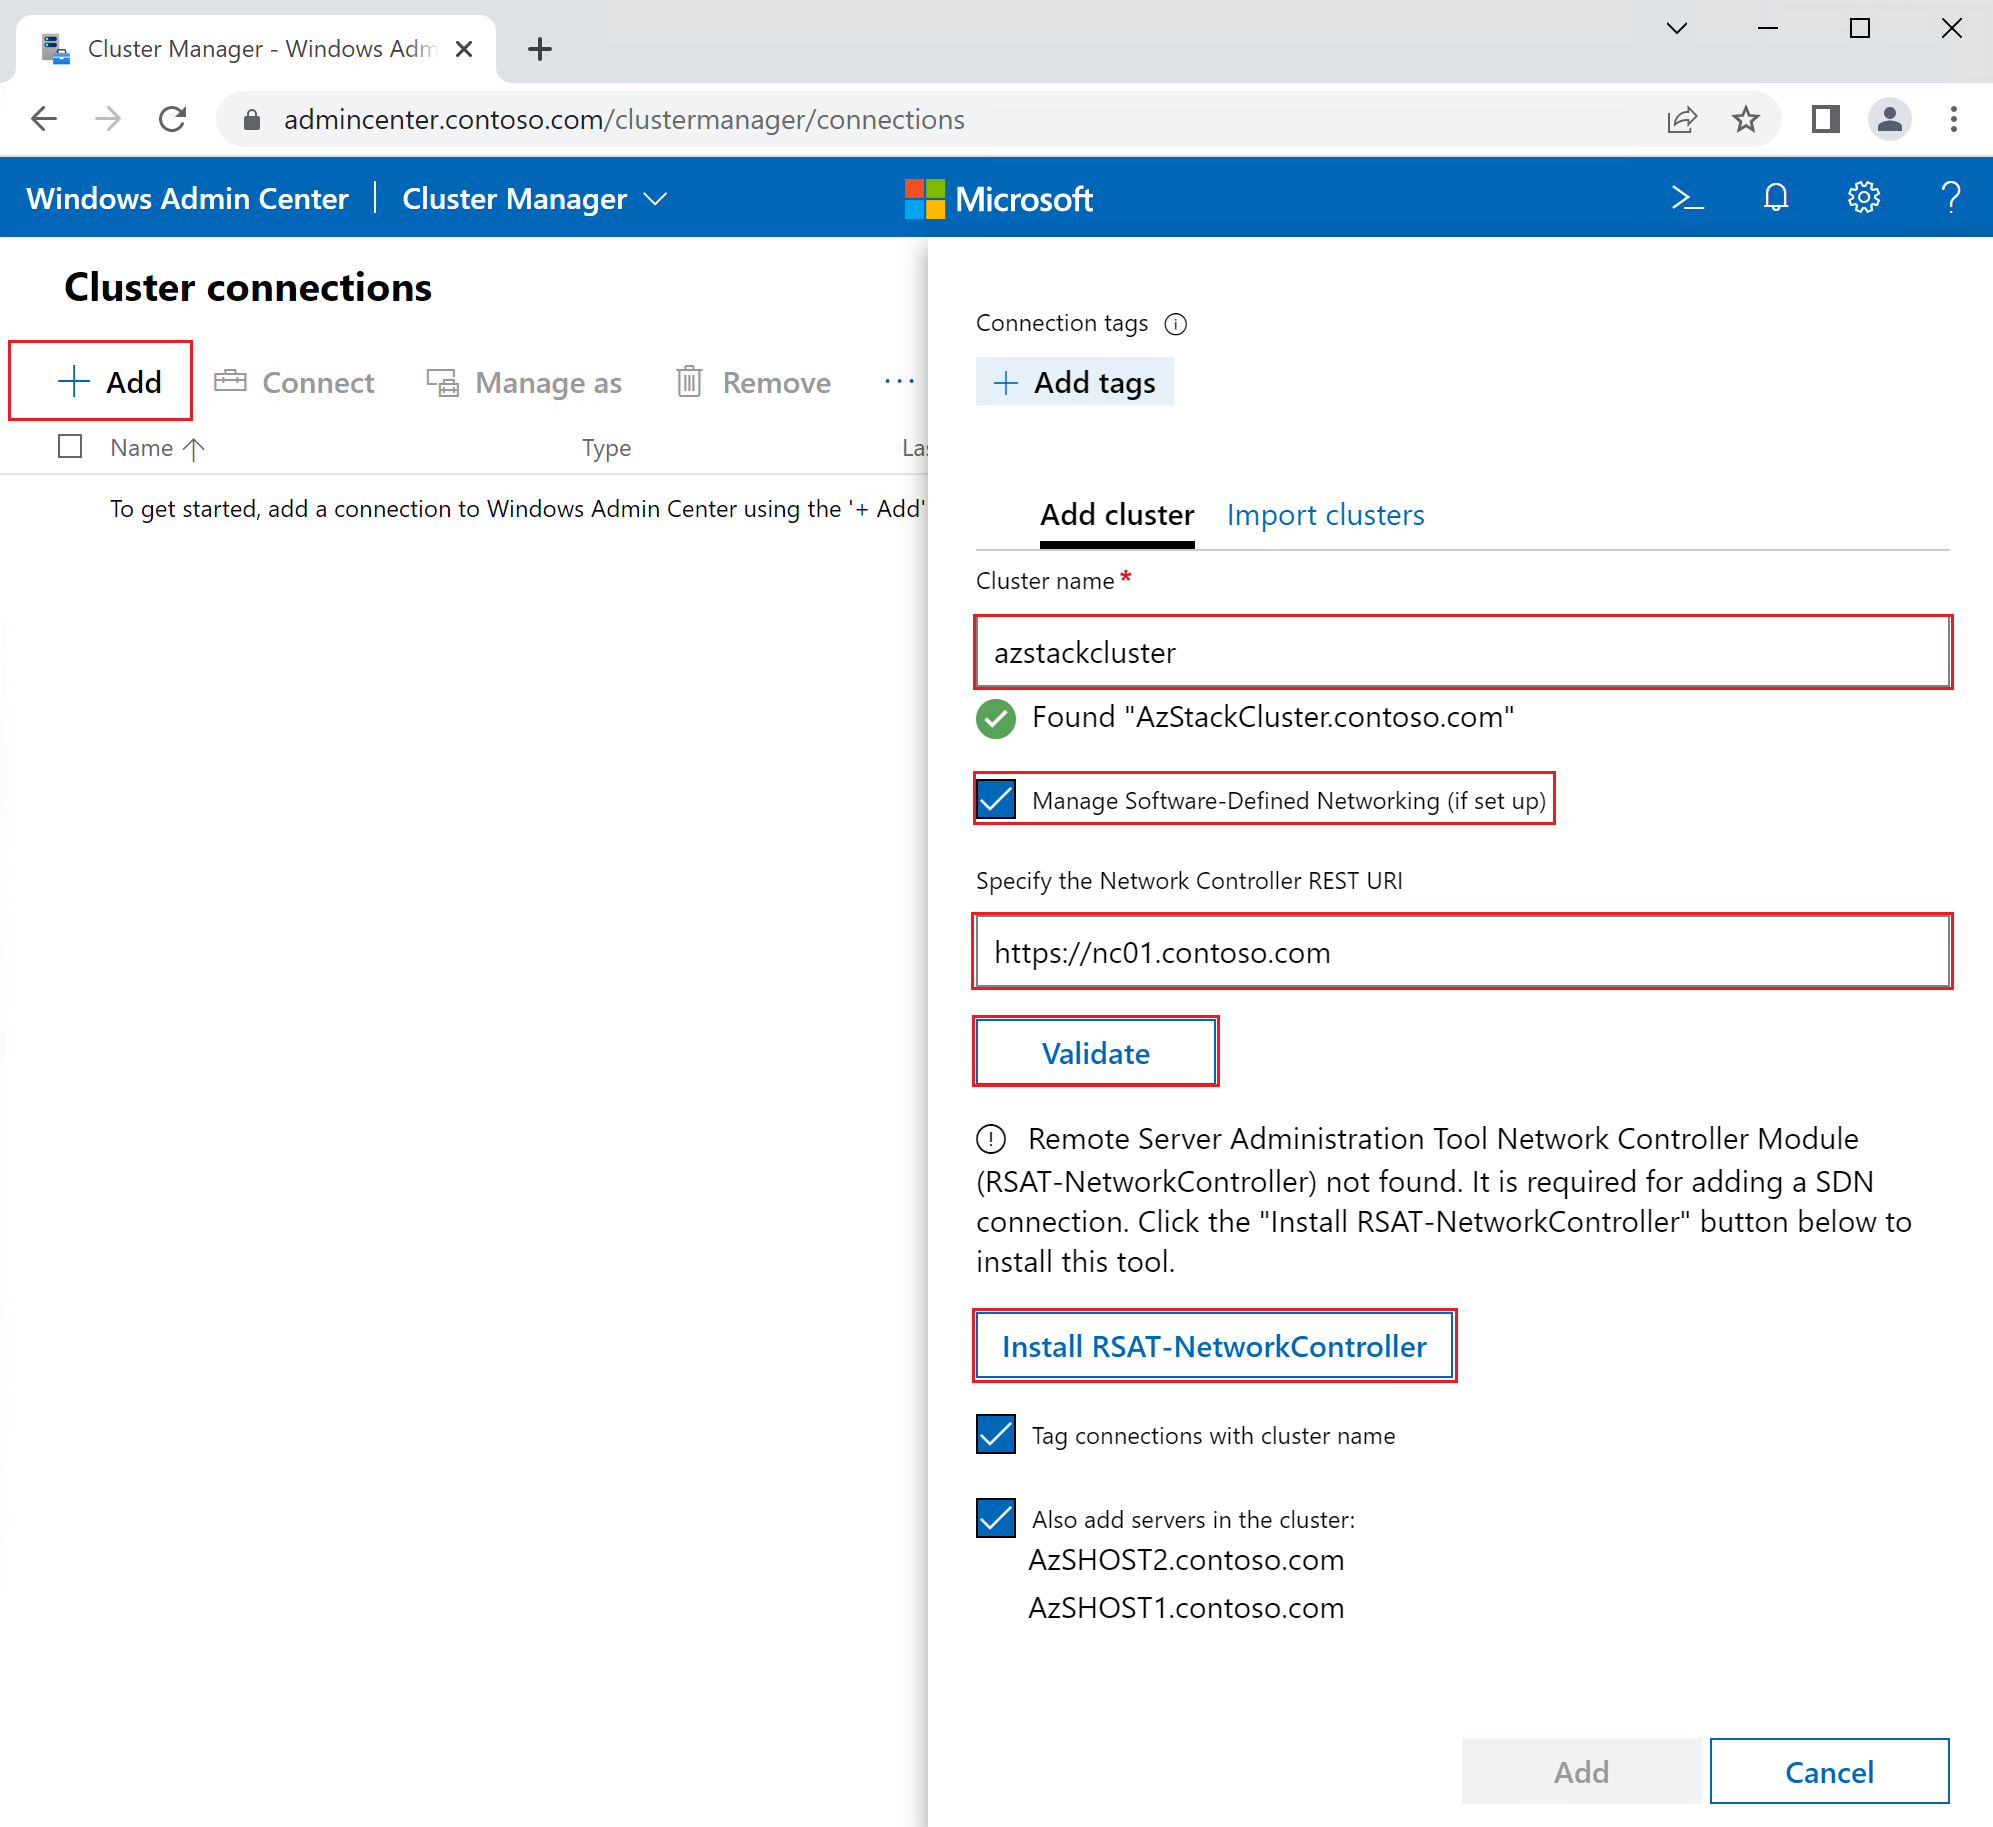 Cluster Manager - Windows Adm
admincenter.contoso.com/clustermanager/connections
Windows Admin Center | Cluster Manager
Microsoft
Cluster connections
Add
Connect
Manage as
Remove
Name
Type
Las
To get started, add a connection to Windows Admin Center using the '+ Add'
Connection tags
Add tags
Add cluster
Import clusters
Cluster name*
azstackcluster
Found "AzStackCluster.contoso.com"
Manage Software-Defined Networking (if set up)
Specify the Network Controller REST URI
https://nc01.contoso.com
Validate
Remote Server Administration Tool Network Controller Module
(RSAT-NetworkController) not found. It is required for adding a SDN
connection. Click the "Install RSAT-NetworkController" button below to
install this tool.
Install RSAT-NetworkController
Tag connections with cluster name
Also add servers in the cluster:
AzSHOST2.contoso.com
AzSHOST1.contoso.com
Add
Cancel